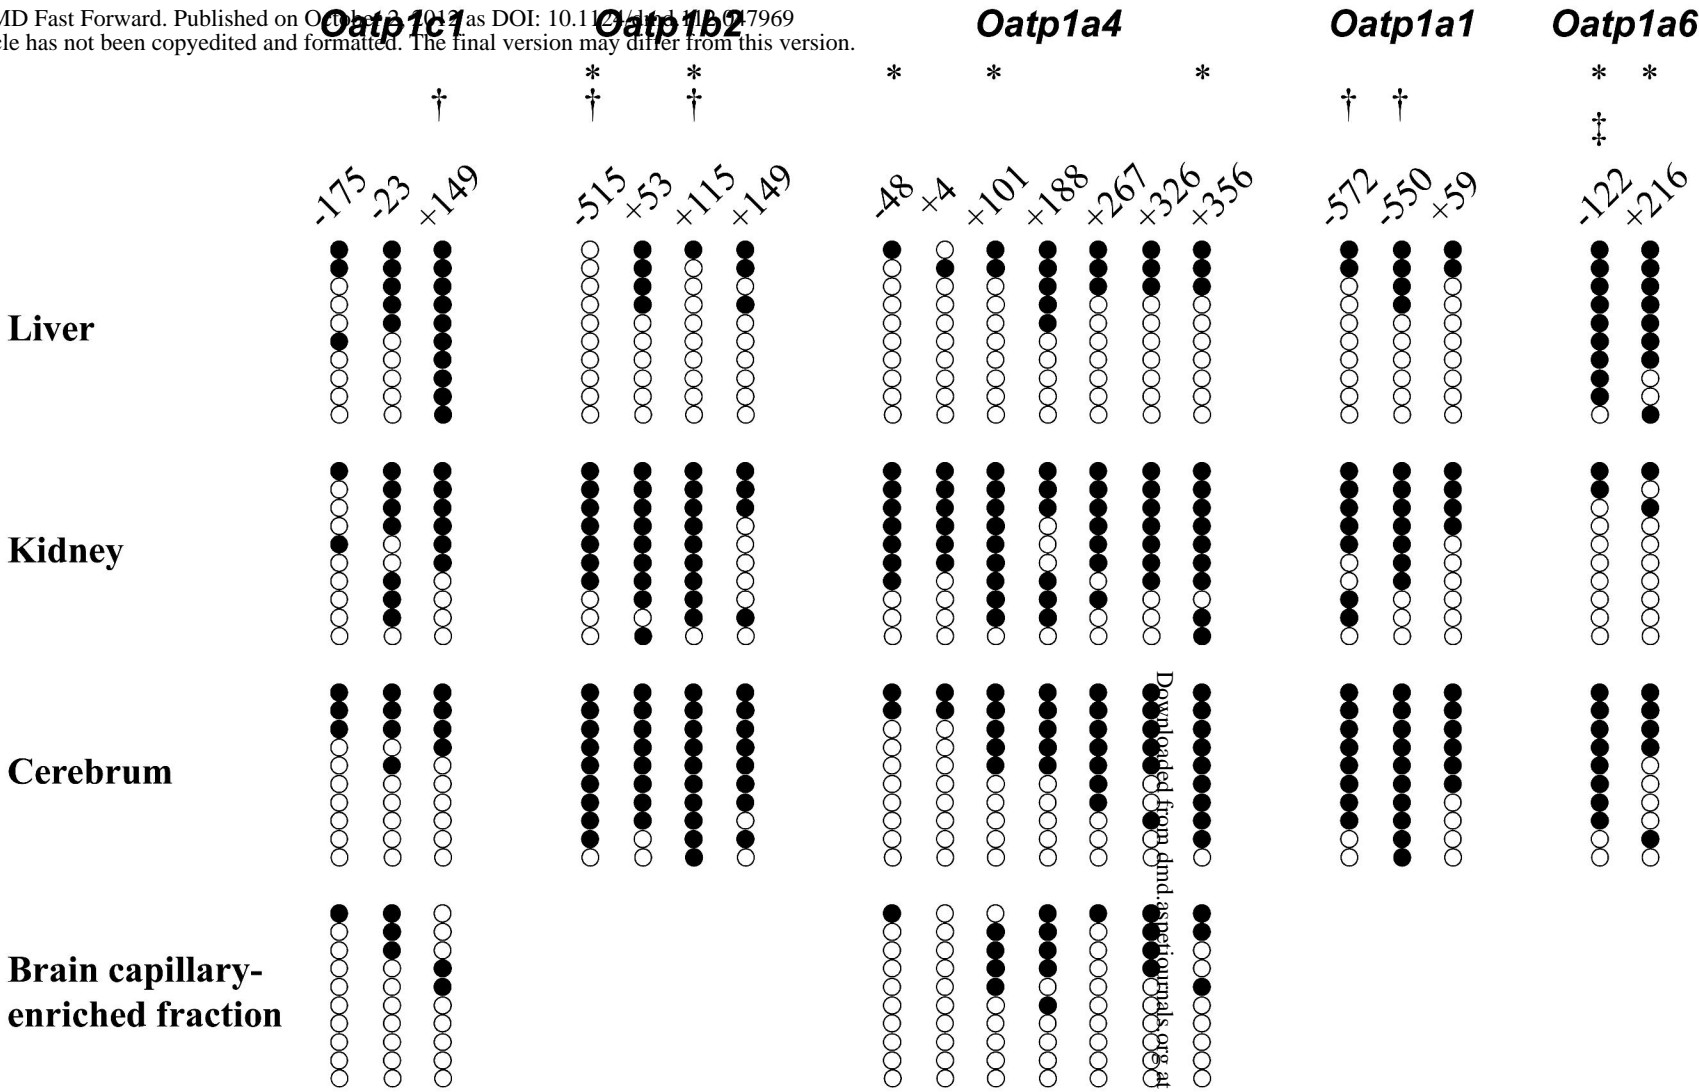 MD Fast Forward. Published on October 2, 2012 as DOI: 10.1124/dmd.112.047969
cle has not been copyedited and formatted. The final version may differ from this version.
Oatp1c1 Oatp1b2 Oatp1a4 Oatp1a1 Oatp1a6
* * * * * * *
† † † † †
‡
-175 -23 +149 -515 +53 +115 +149 -48 +4 +101 +188 +267 +326 +356 -572 -550 +59 -122 +216
Liver
Kidney
Cerebrum
Brain capillary-
enriched fraction
Downloaded from dmd.aspetjournals.org at